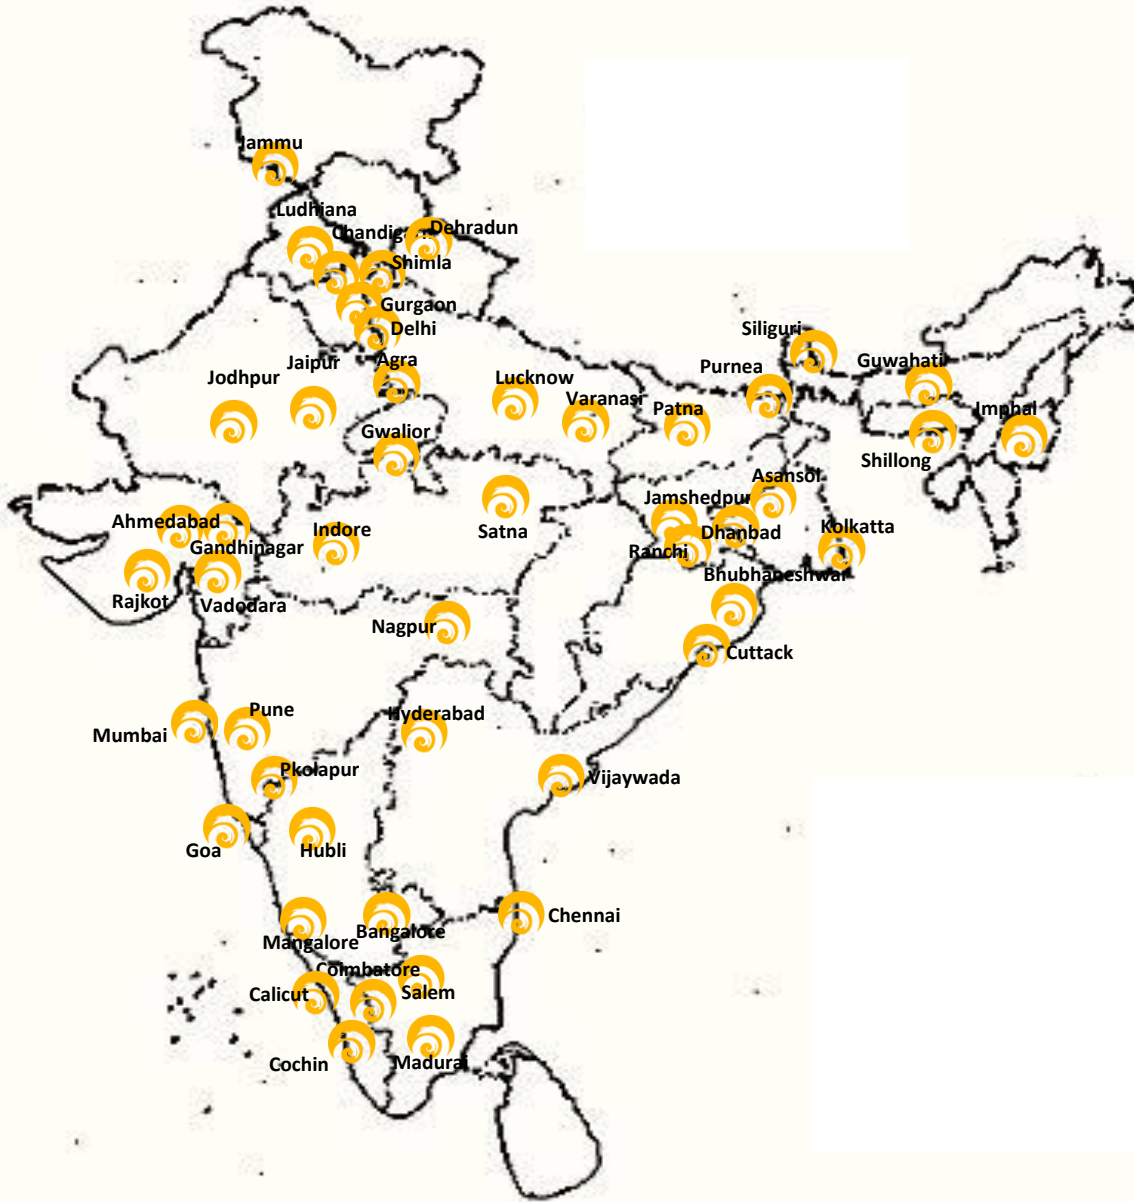 Jammu
Ludhiana
Dehradun
Chandigarh
Shimla
Gurgaon
Delhi
Siliguri
Jaipur
Agra
Guwahati
Purnea
Jodhpur
Lucknow
Varanasi
Patna
Imphal
Gwalior
Shillong
Asansol
Jamshedpur
Ahmedabad
Kolkatta
Indore
Satna
Dhanbad
Gandhinagar
Ranchi
Bhubhaneshwar
Rajkot
Vadodara
Nagpur
Cuttack
Pune
Hyderabad
Mumbai
Pkolapur
Vijaywada
Goa
Hubli
Chennai
Bangalore
Mangalore
Coimbatore
Calicut
Salem
Cochin
Madurai